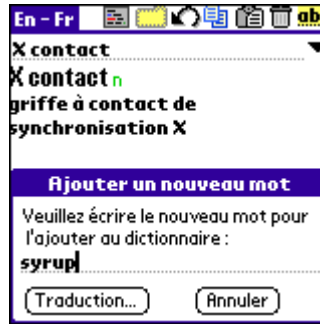 En - Fr ab
X contact
X contact n
griffe à contact de
synchronisation X
Ajouter un nouveau mot
Veuillez écrire le nouveau mot pour
l'ajouter au dictionnaire :
syrup
Traduction... Annuler